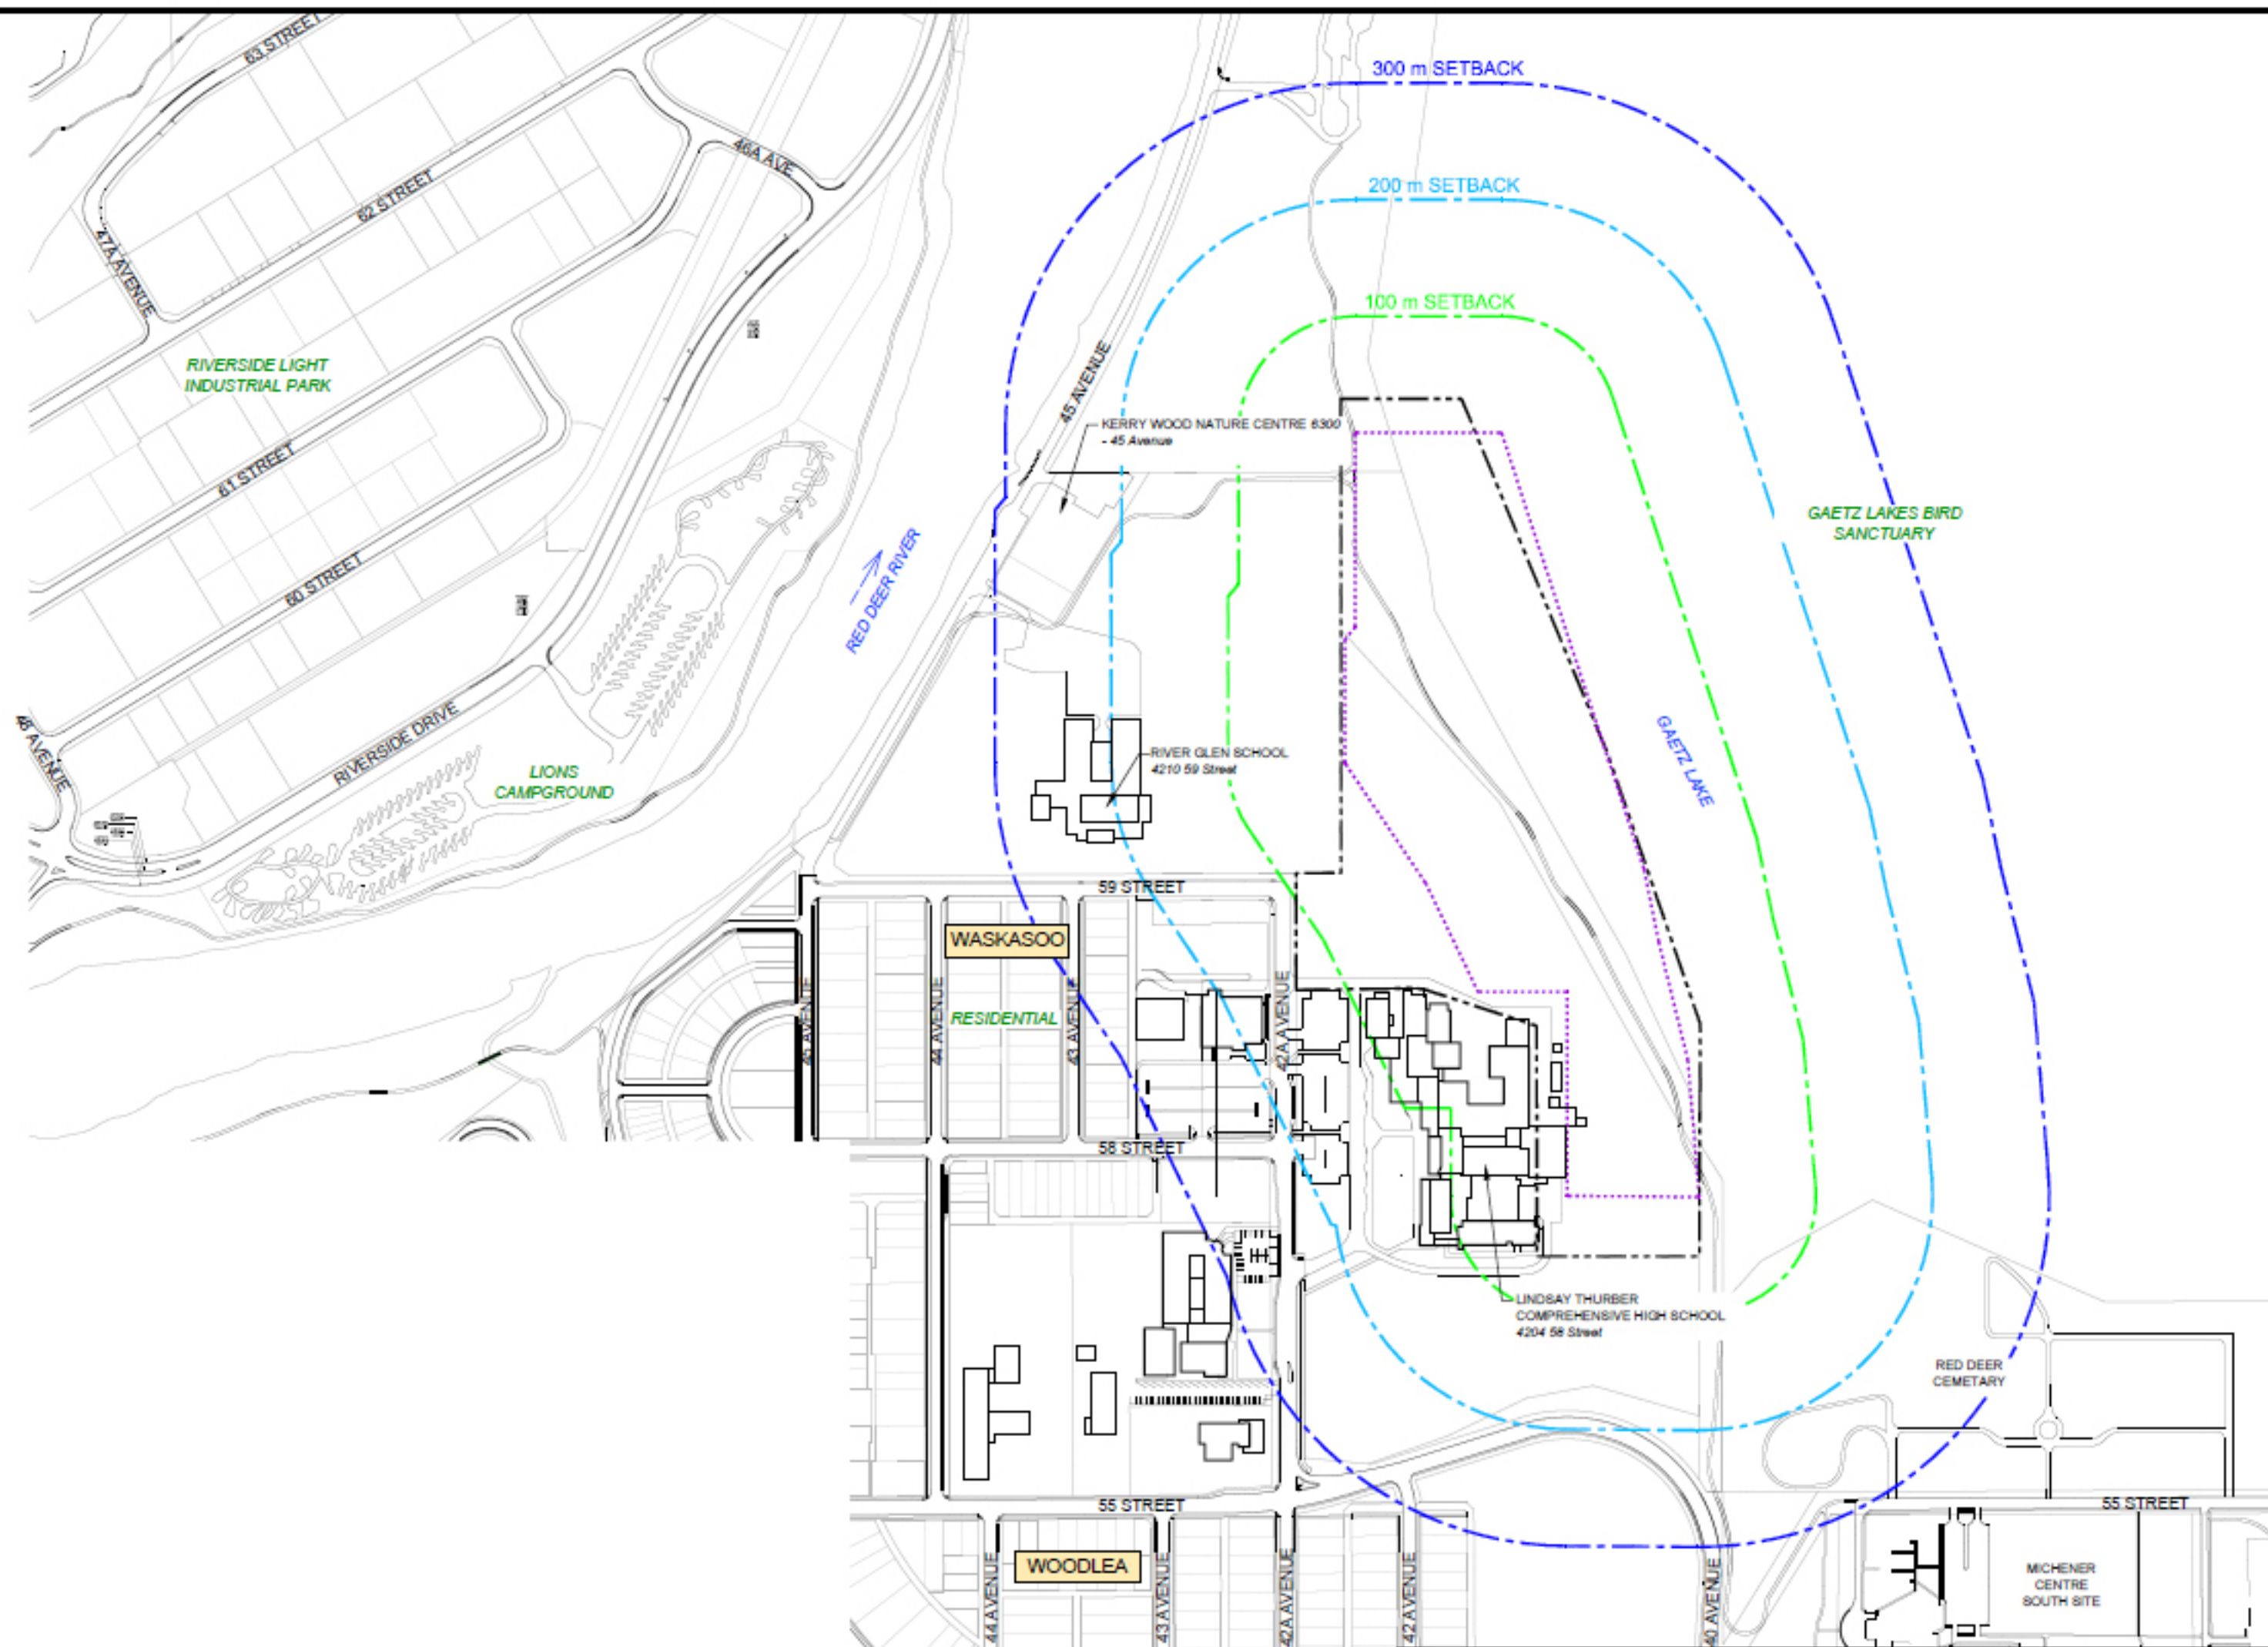 63 STREET
300 m SETBACK
46A AVE
62 STREET
200 m SETBACK
47A AVENUE
100 m SETBACK
RIVERSIDE LIGHT
INDUSTRIAL PARK
45 AVENUE
KERRY WOOD NATURE CENTRE 6300
- 45 Avenue
61 STREET
GAETZ LAKES BIRD
SANCTUARY
60 STREET
RED DEER RIVER
RIVERSIDE DRIVE
48 AVENUE
RIVER GLEN SCHOOL
4210 59 Street
GAETZ LAKE
LIONS
CAMPGROUND
59 STREET
WASKASOO
RESIDENTIAL
45 AVENUE
44 AVENUE
43 AVENUE
42A AVENUE
58 STREET
LINDSAY THURBER
COMPREHENSIVE HIGH SCHOOL
4204 58 Street
RED DEER
CEMETARY
55 STREET
55 STREET
WOODLEA
44 AVENUE
43 AVENUE
42A AVENUE
42 AVENUE
40 AVENUE
MICHENER
CENTRE
SOUTH SITE